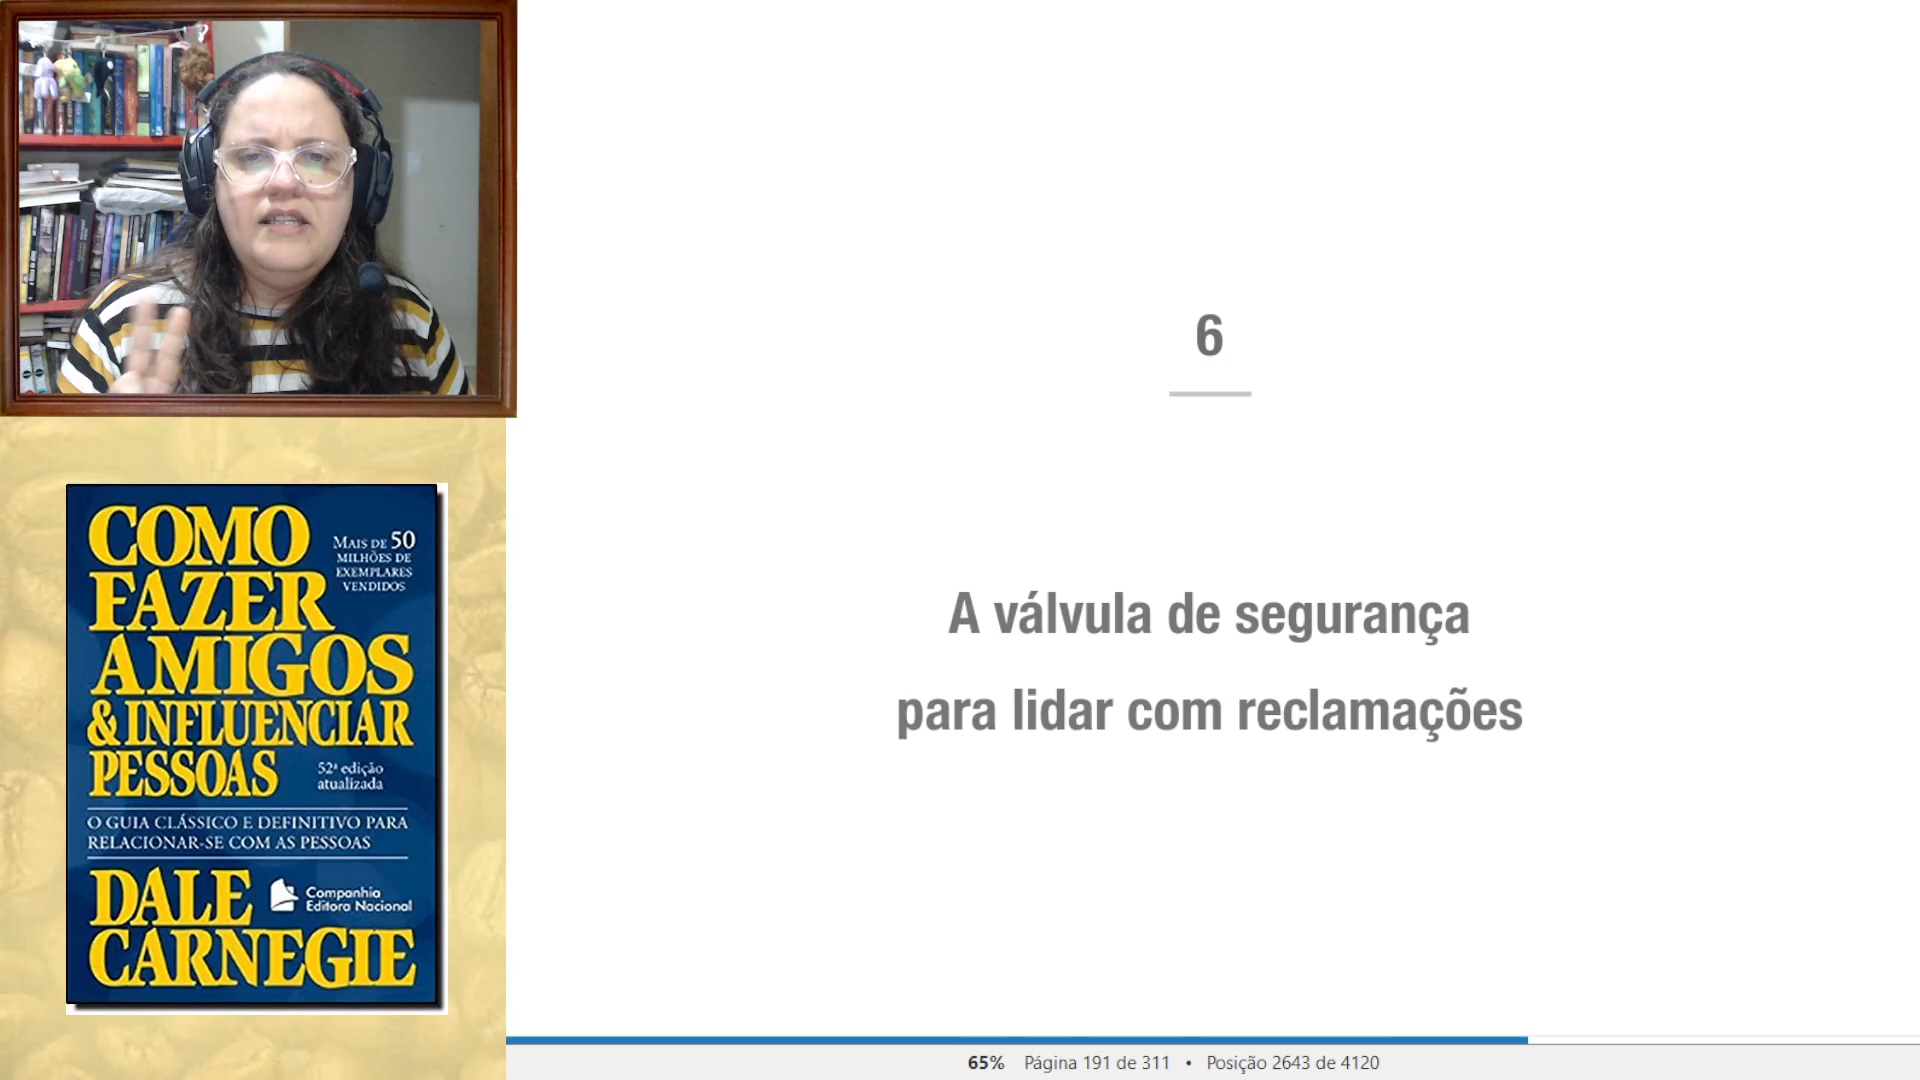 COMO
FAZER
AMIGOS
& INFLUENCIAR
PESSOAS
MAIS DE 50
MILHÕES DE
EXEMPLARES
VENDIDOS
52ª edição
atualizada
O GUIA CLÁSSICO E DEFINITIVO PARA
RELACIONAR-SE COM AS PESSOAS
DALE
CARNEGIE
Companhia
Editora Nacional
6
A válvula de segurança
para lidar com reclamações
65% Página 191 de 311 • Posição 2643 de 4120